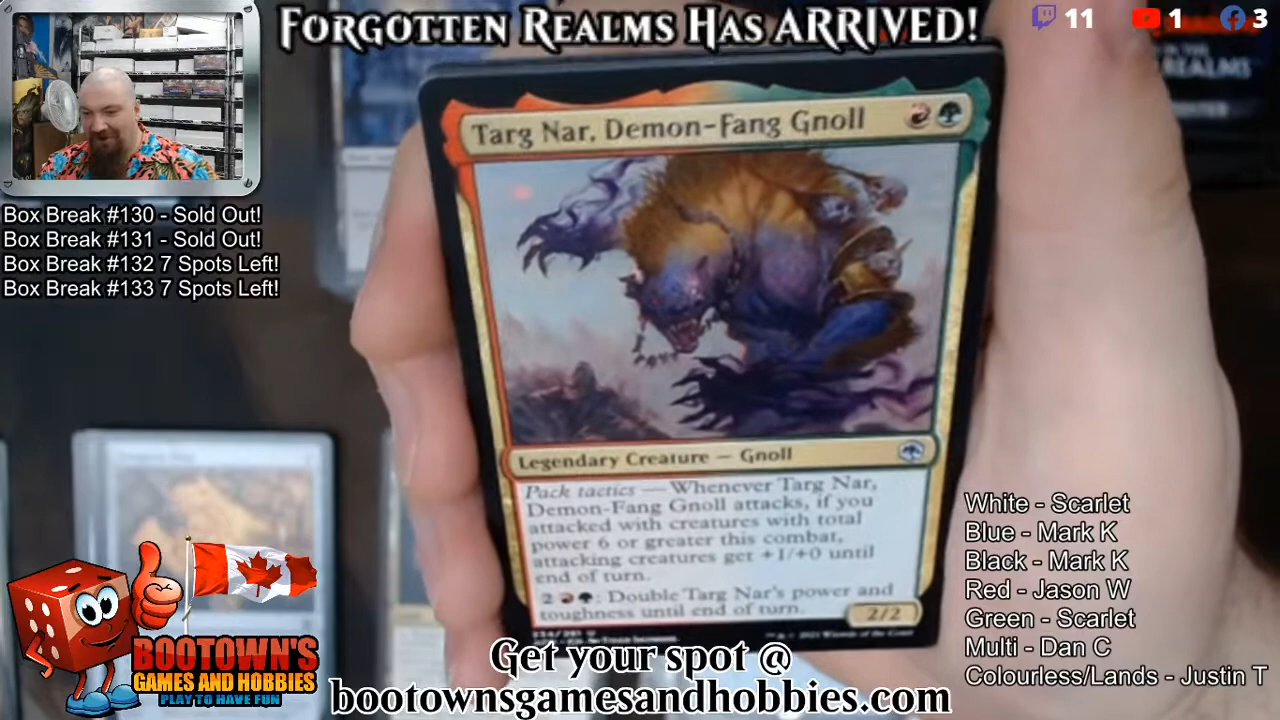 FORGOTTEN REALMS HAS ARRIVED!
11
1
3
REALMS
Box Break #130 - Sold Out!
Box Break #131 - Sold Out!
Box Break #132 7 Spots Left!
Box Break #133 7 Spots Left!
Targ Nar, Demon-Fang Gnoll
Legendary Creature — Gnoll
Pack tactics — Whenever Targ Nar,
Demon-Fang Gnoll attacks, if you
attacked with creatures with total
power 6 or greater this combat,
attacking creatures get +1/+0 until
end of turn.
2: Double Targ Nar's power and
toughness until end of turn.
2/2
White - Scarlet
Blue - Mark K
Black - Mark K
Red - Jason W
Green - Scarlet
Multi - Dan C
Colourless/Lands - Justin T
BOOTOWN'S
GAMES AND HOBBIES
PLAY TO HAVE FUN
Get your spot @
bootownsgamesandhobbies.com